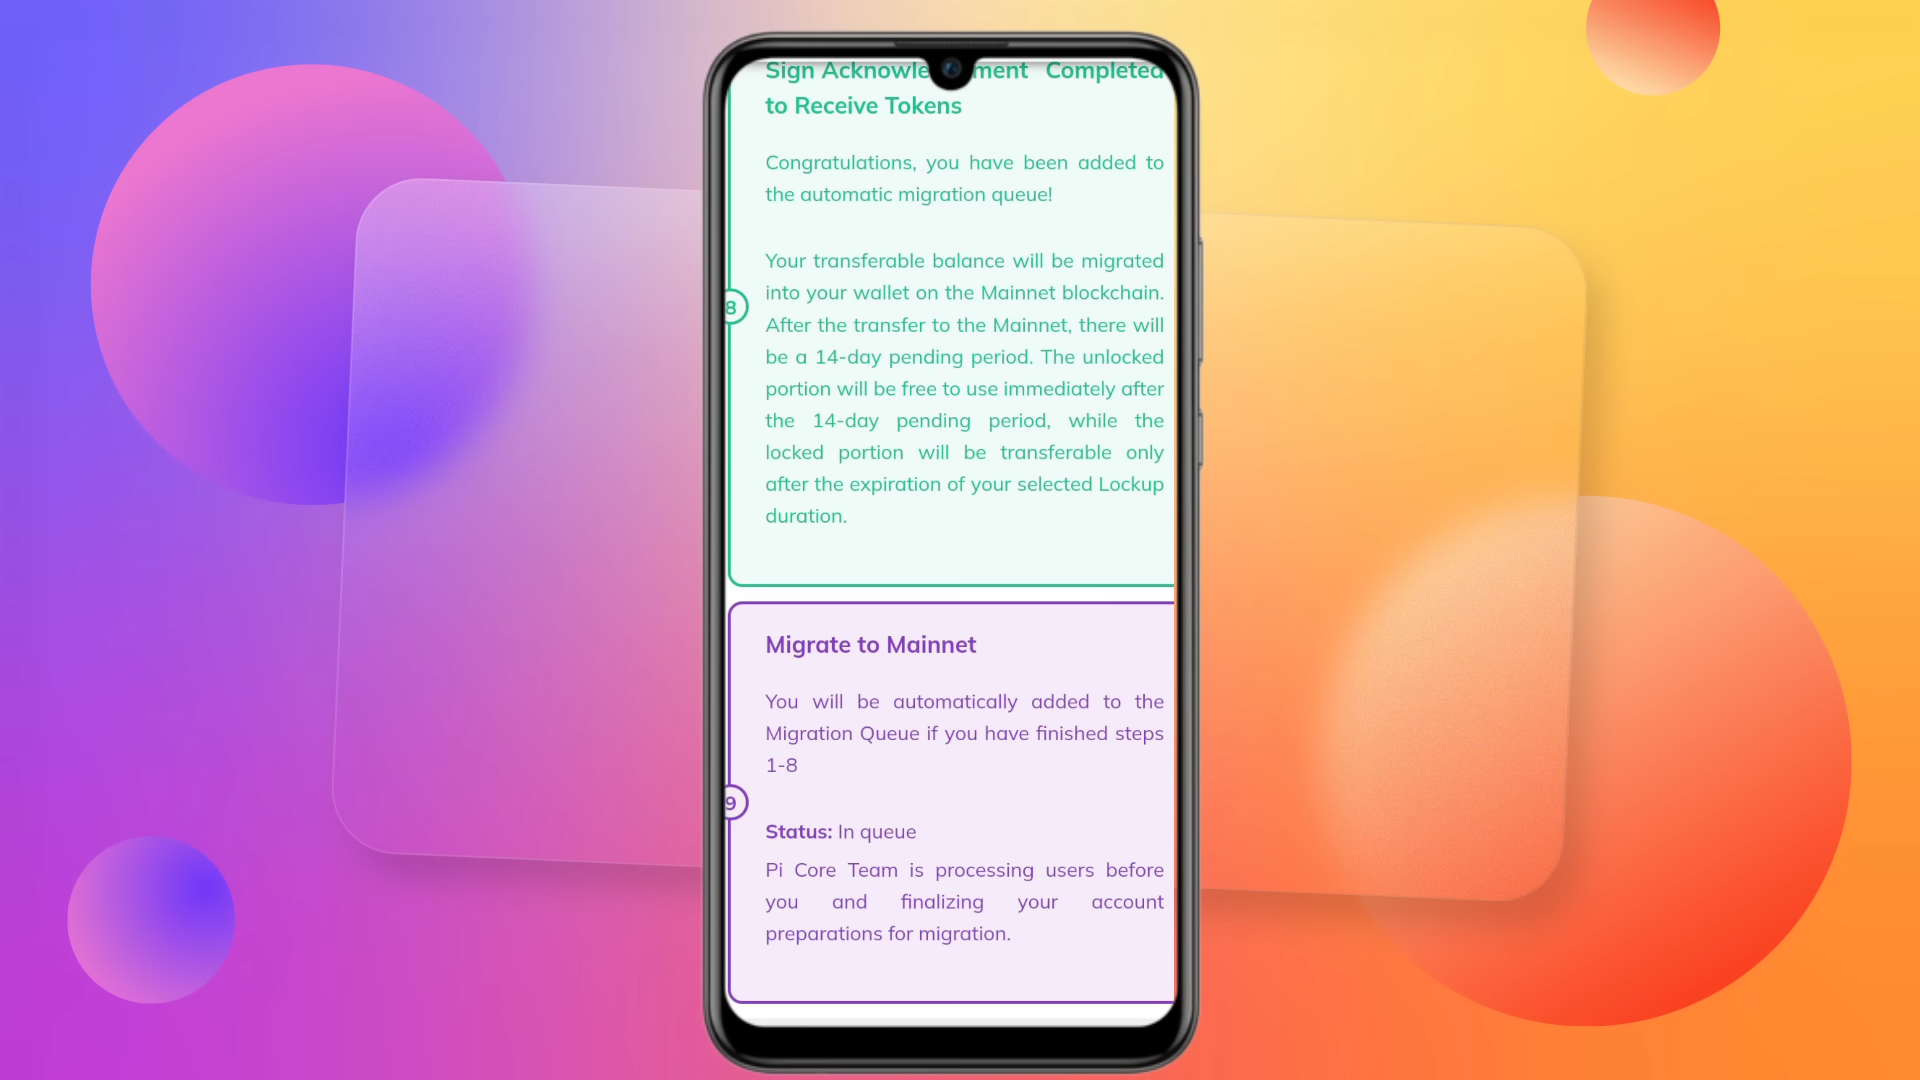 Sign Acknowle ment Completed
to Receive Tokens
Congratulations, you have been added to
the automatic migration queue!
Your transferable balance will be migrated
into your wallet on the Mainnet blockchain.
After the transfer to the Mainnet, there will
be a 14-day pending period. The unlocked
portion will be free to use immediately after
the 14-day pending period, while the
locked portion will be transferable only
after the expiration of your selected Lockup
duration.
8
Migrate to Mainnet
You will be automatically added to the
Migration Queue if you have finished steps
1-8
9
Status: In queue
Pi Core Team is processing users before
you and finalizing your account
preparations for migration.